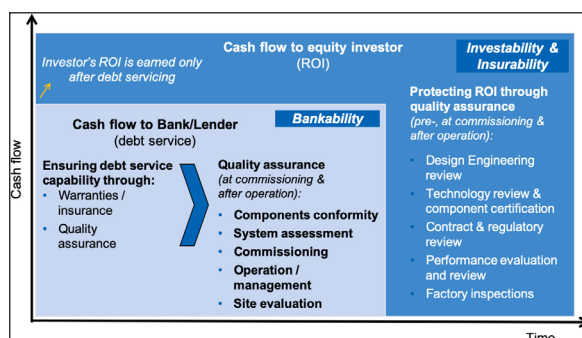 Cash flow to equity investor
(ROI)
Investability &
Insurability
Investor's ROI is earned only
after debt servicing
Bankability
Cash flow to Bank/Lender
(debt service)
Ensuring debt service
capability through:
• Warranties /
insurance
• Quality
assurance
Quality assurance
(at commissioning &
after operation):
• Components conformity
• System assessment
• Commissioning
• Operation /
management
• Site evaluation
Protecting ROI through
quality assurance
(pre-, at commissioning &
after operation):
• Design Engineering
review
• Technology review &
component certification
• Contract & regulatory
review
• Performance evaluation
and review
• Factory inspections
Cash flow
Time